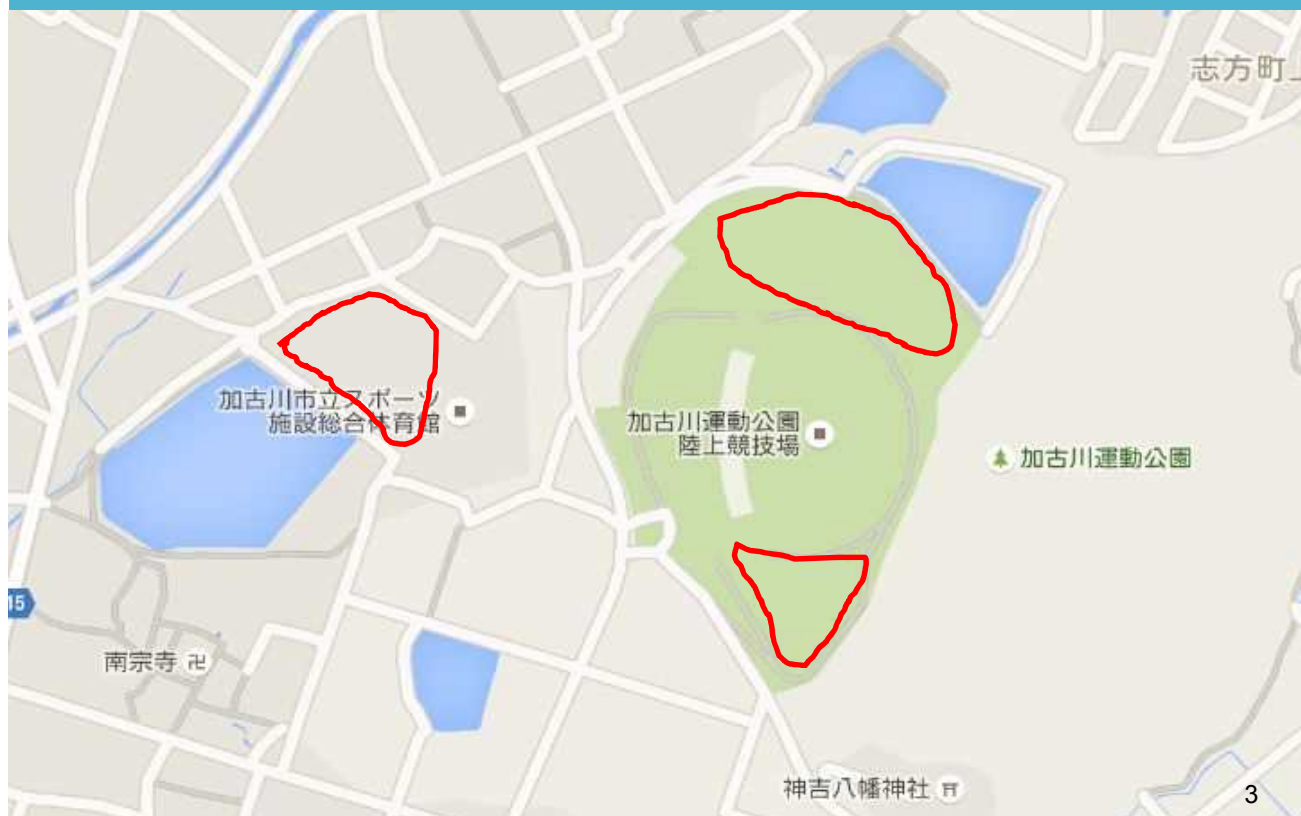 志方町上
加古川市立スポーツ
施設総合体育館
加古川運動公園
陸上競技場
加古川運動公園
15
南宗寺
神吉八幡神社
3